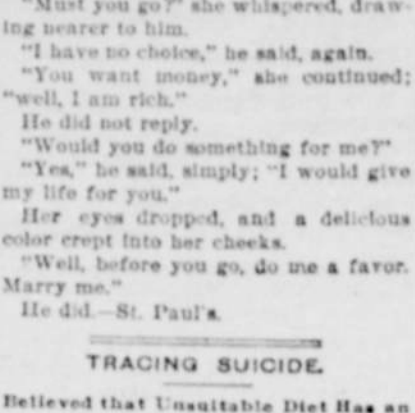 "Must you go?" she whispered, draw-
ing nearer to him.
"I have no choice," he said, again.
"You want money," she continued;
"well, I am rich."
He did not reply.
"Would you do something for me?"
"Yes," he said, simply; "I would give
my life for you."
Her eyes dropped, and a delicious
color crept into her cheeks.
"Well, before you go, do me a favor.
Marry me."
He did.—St. Paul's.
TRACING SUICIDE.
Believed that Unsuitable Diet Has an